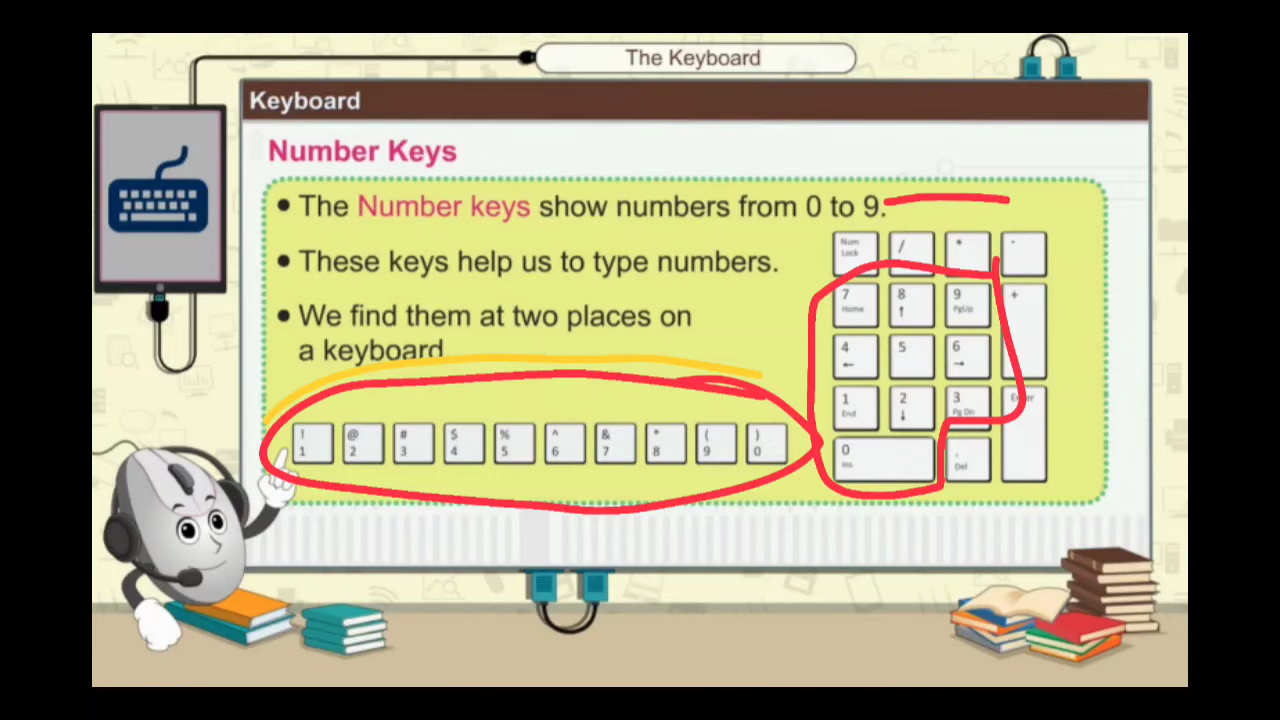 The Keyboard
Keyboard
Number Keys
• The Number keys show numbers from 0 to 9.
• These keys help us to type numbers.
• We find them at two places on
a keyboard
Num Lock / * -
7 Home 8 ↑ 9 PgUp +
4 ← 5 6 →
1 End 2 ↓ 3 Pg Dn Enter
0 Ins . Del
! @ # $ % ^ & * ( )
1 2 3 4 5 6 7 8 9 0